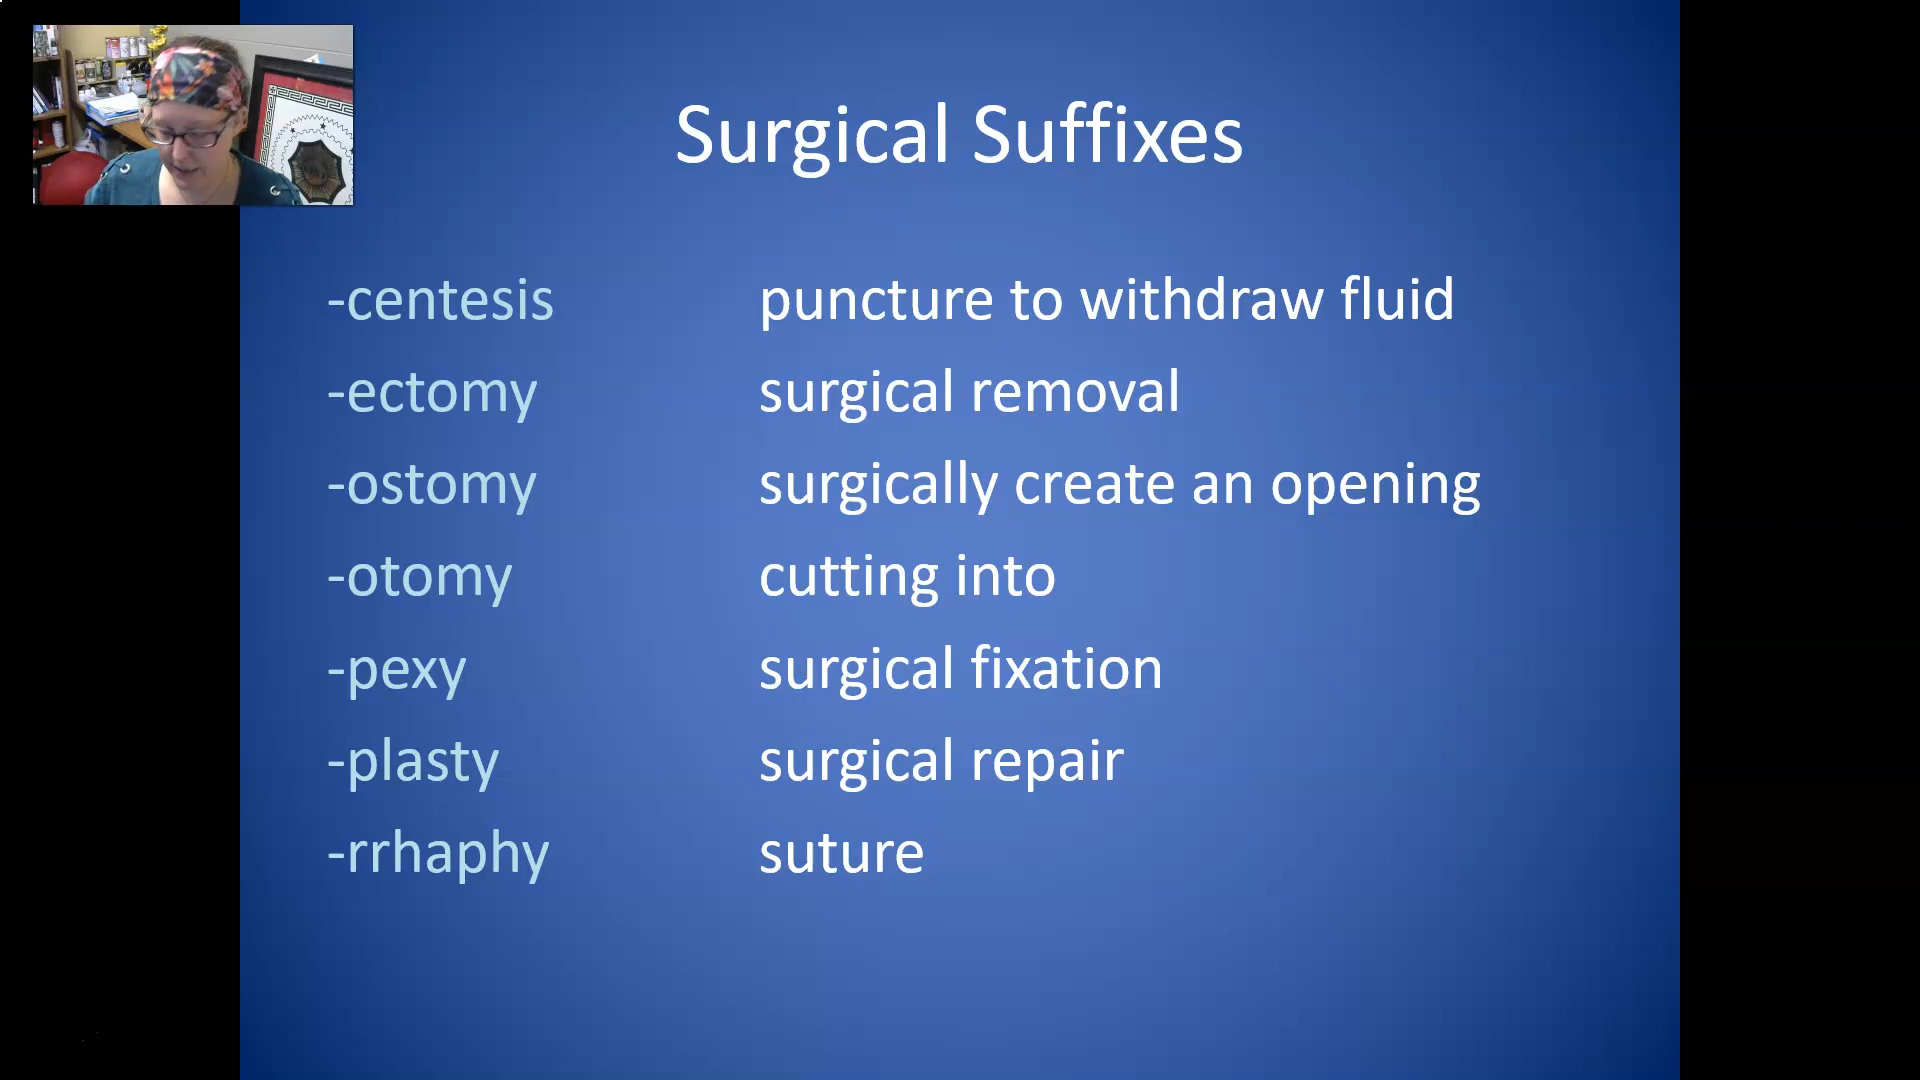 Surgical Suffixes
-centesis puncture to withdraw fluid
-ectomy surgical removal
-ostomy surgically create an opening
-otomy cutting into
-pexy surgical fixation
-plasty surgical repair
-rrhaphy suture